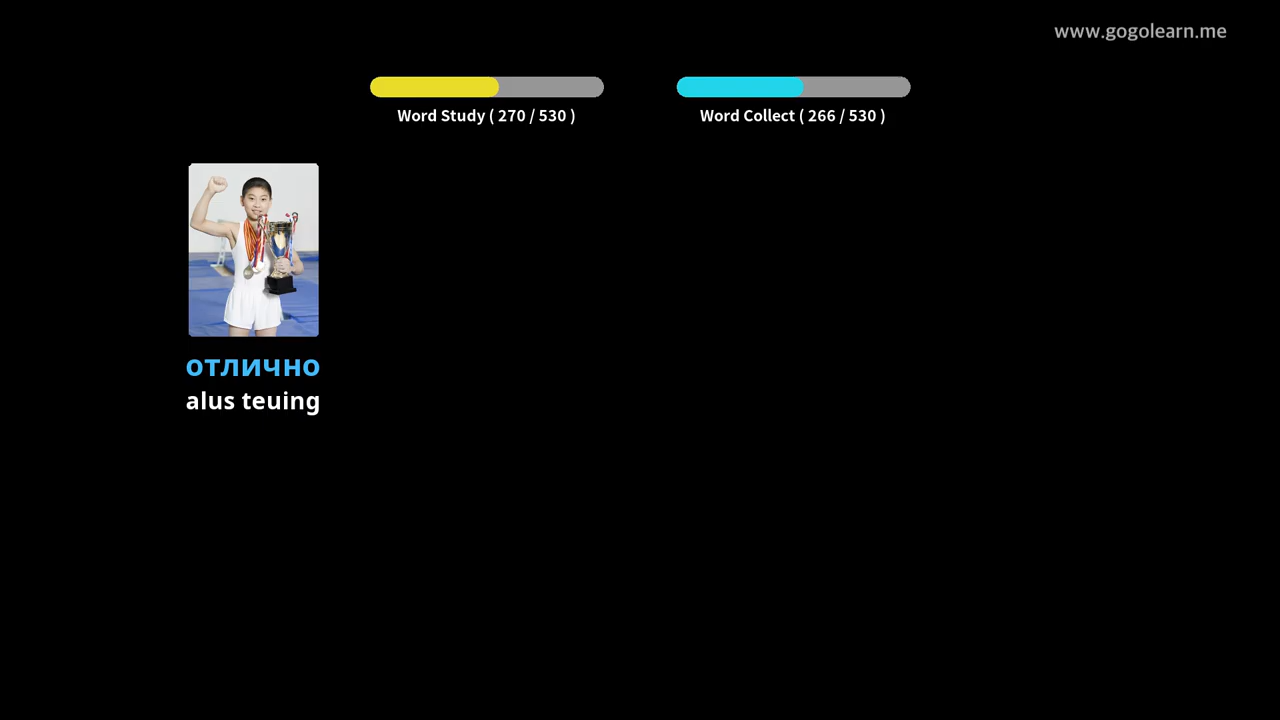 www.gogolearn.me
Word Study ( 270 / 530 )
Word Collect ( 266 / 530 )
отлично
alus teuing